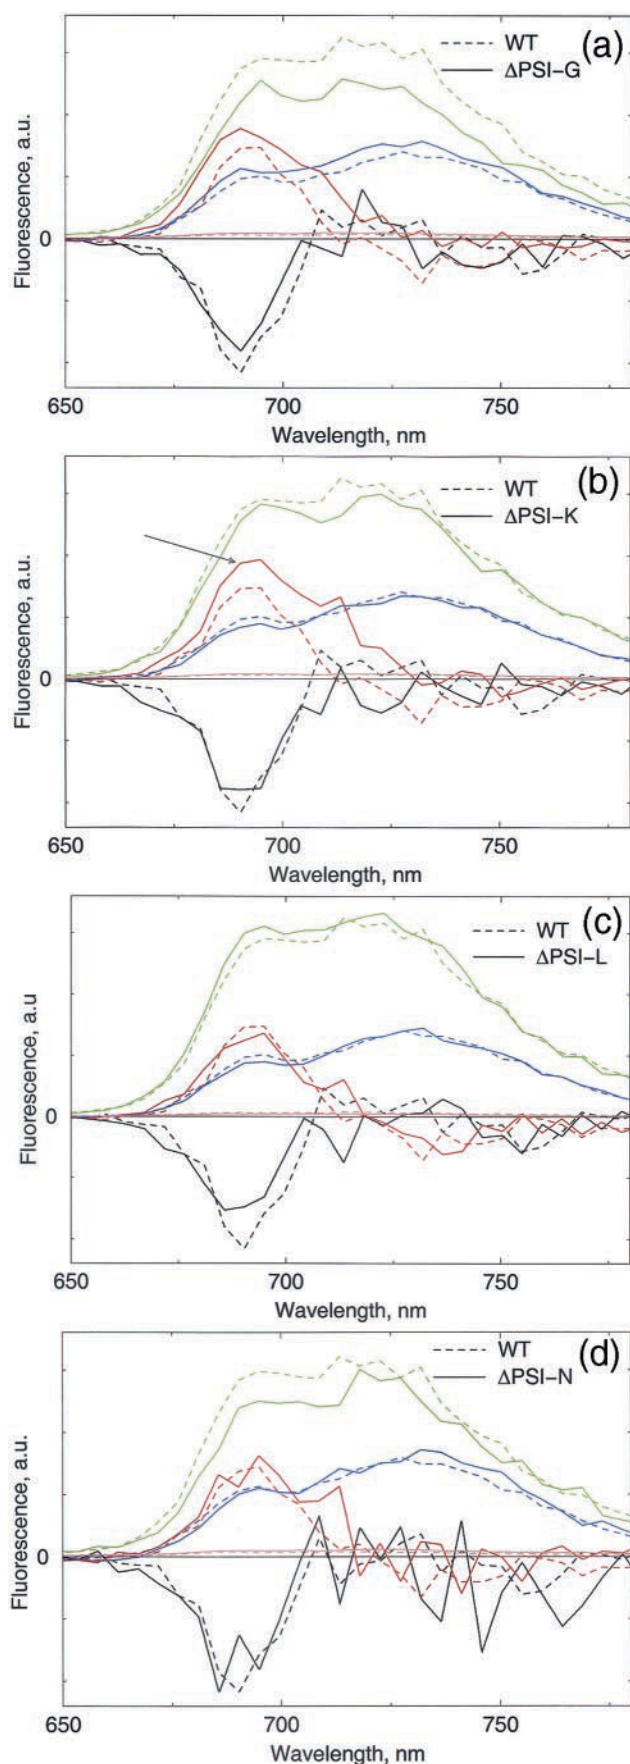 (a)
WT
ΔPSI-G
Fluorescence, a.u.
0
650
700
750
Wavelength, nm
(b)
WT
ΔPSI-K
Fluorescence, a.u.
0
650
700
750
Wavelength, nm
(c)
WT
ΔPSI-L
Fluorescence, a.u
0
650
700
750
Wavelength, nm
(d)
WT
ΔPSI-N
Fluorescence, a.u.
0
650
700
750
Wavelength, nm